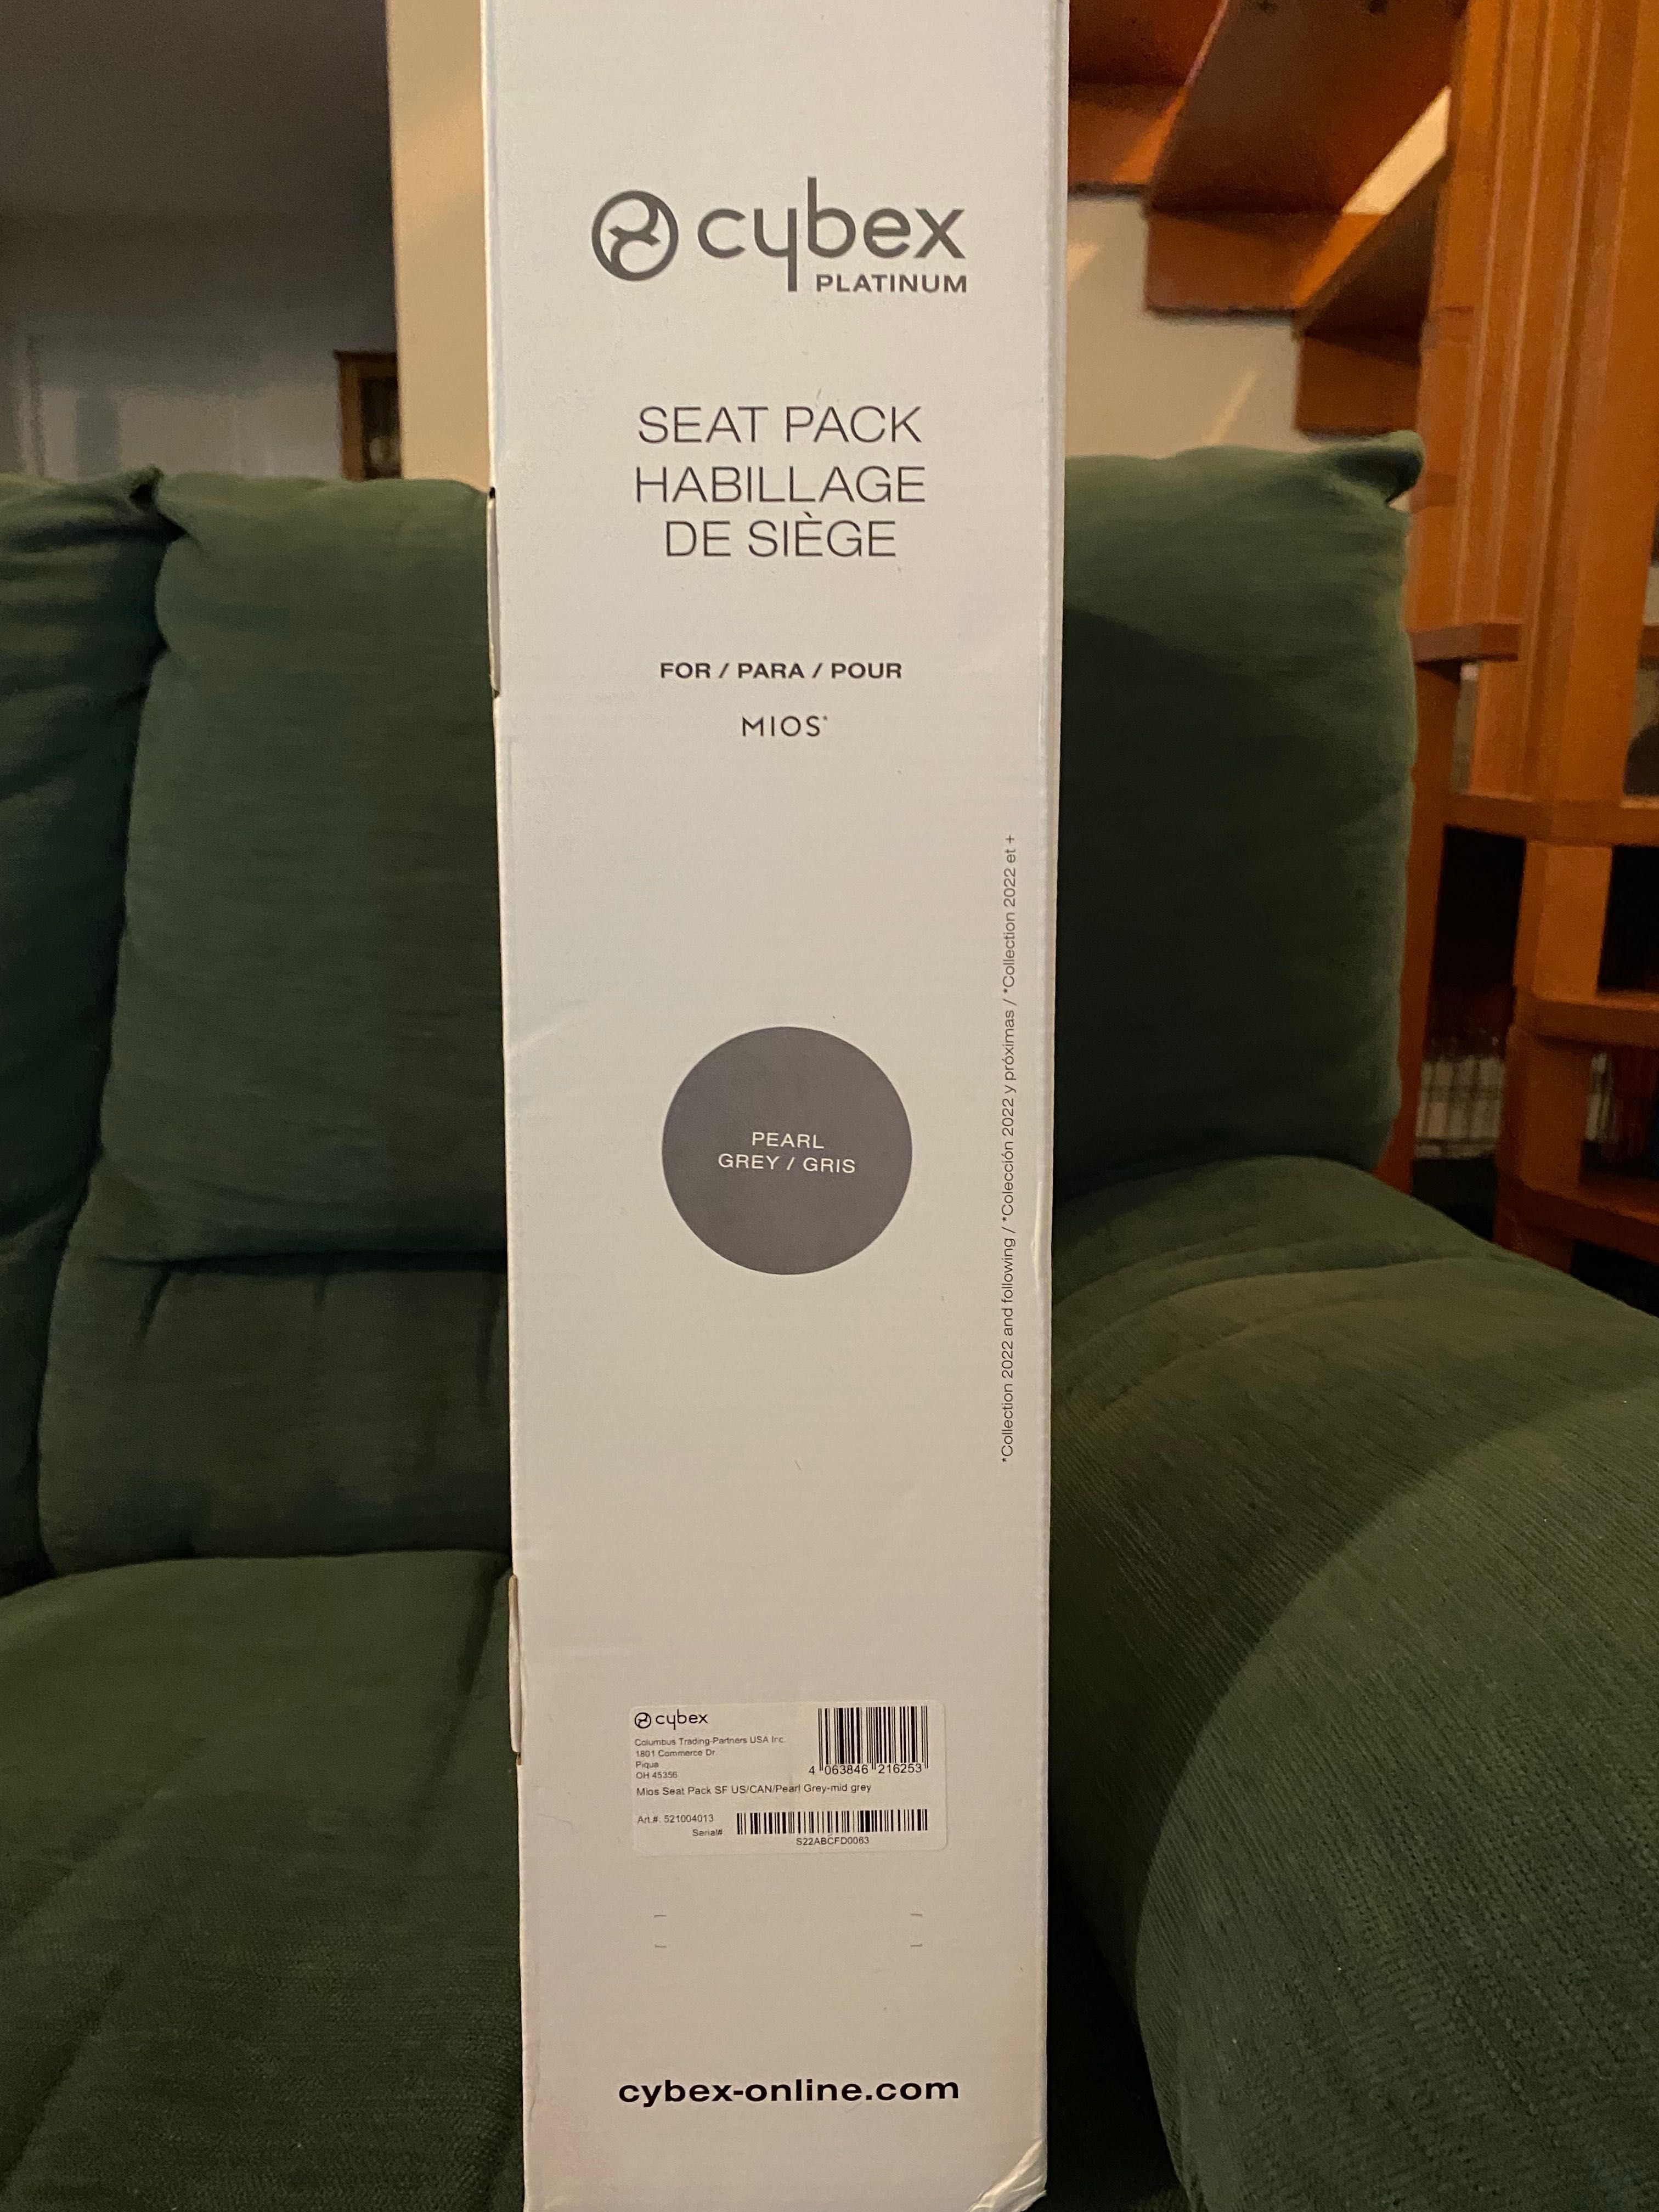 cybex
PLATINUM
SEAT PACK
HABILLAGE
DE SIÈGE
FOR / PARA / POUR
MIOS*
*Collection 2022 and following / *Colección 2022 y próximas / *Collection 2022 et +
PEARL
GREY / GRIS
cybex
Columbus Trading-Partners USA Inc.
1801 Commerce Dr
Piqua
OH 45356
4 063846 216253
Mios Seat Pack SF US/CAN/Pearl Grey-mid grey
Art.#: 521004013
Serial#:
S22ABCFD0063
cybex-online.com